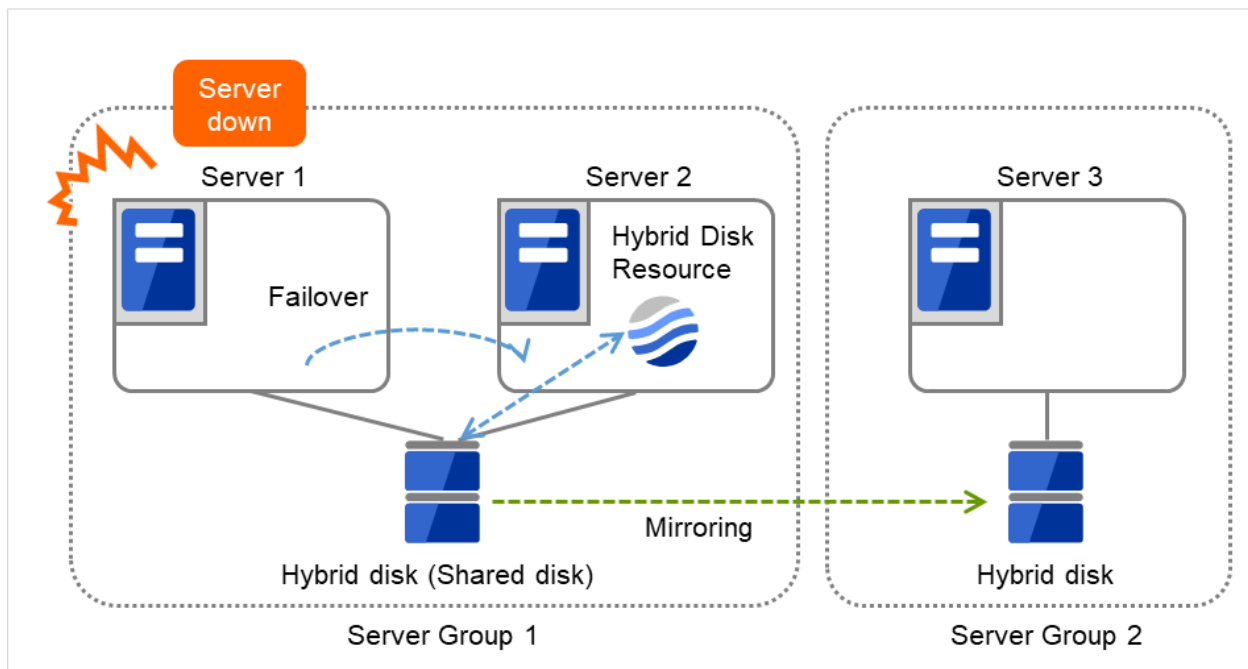 Server
down
Server 1
Server 2
Server 3
Hybrid Disk
Resource
Failover
Mirroring
Hybrid disk (Shared disk)
Hybrid disk
Server Group 1
Server Group 2